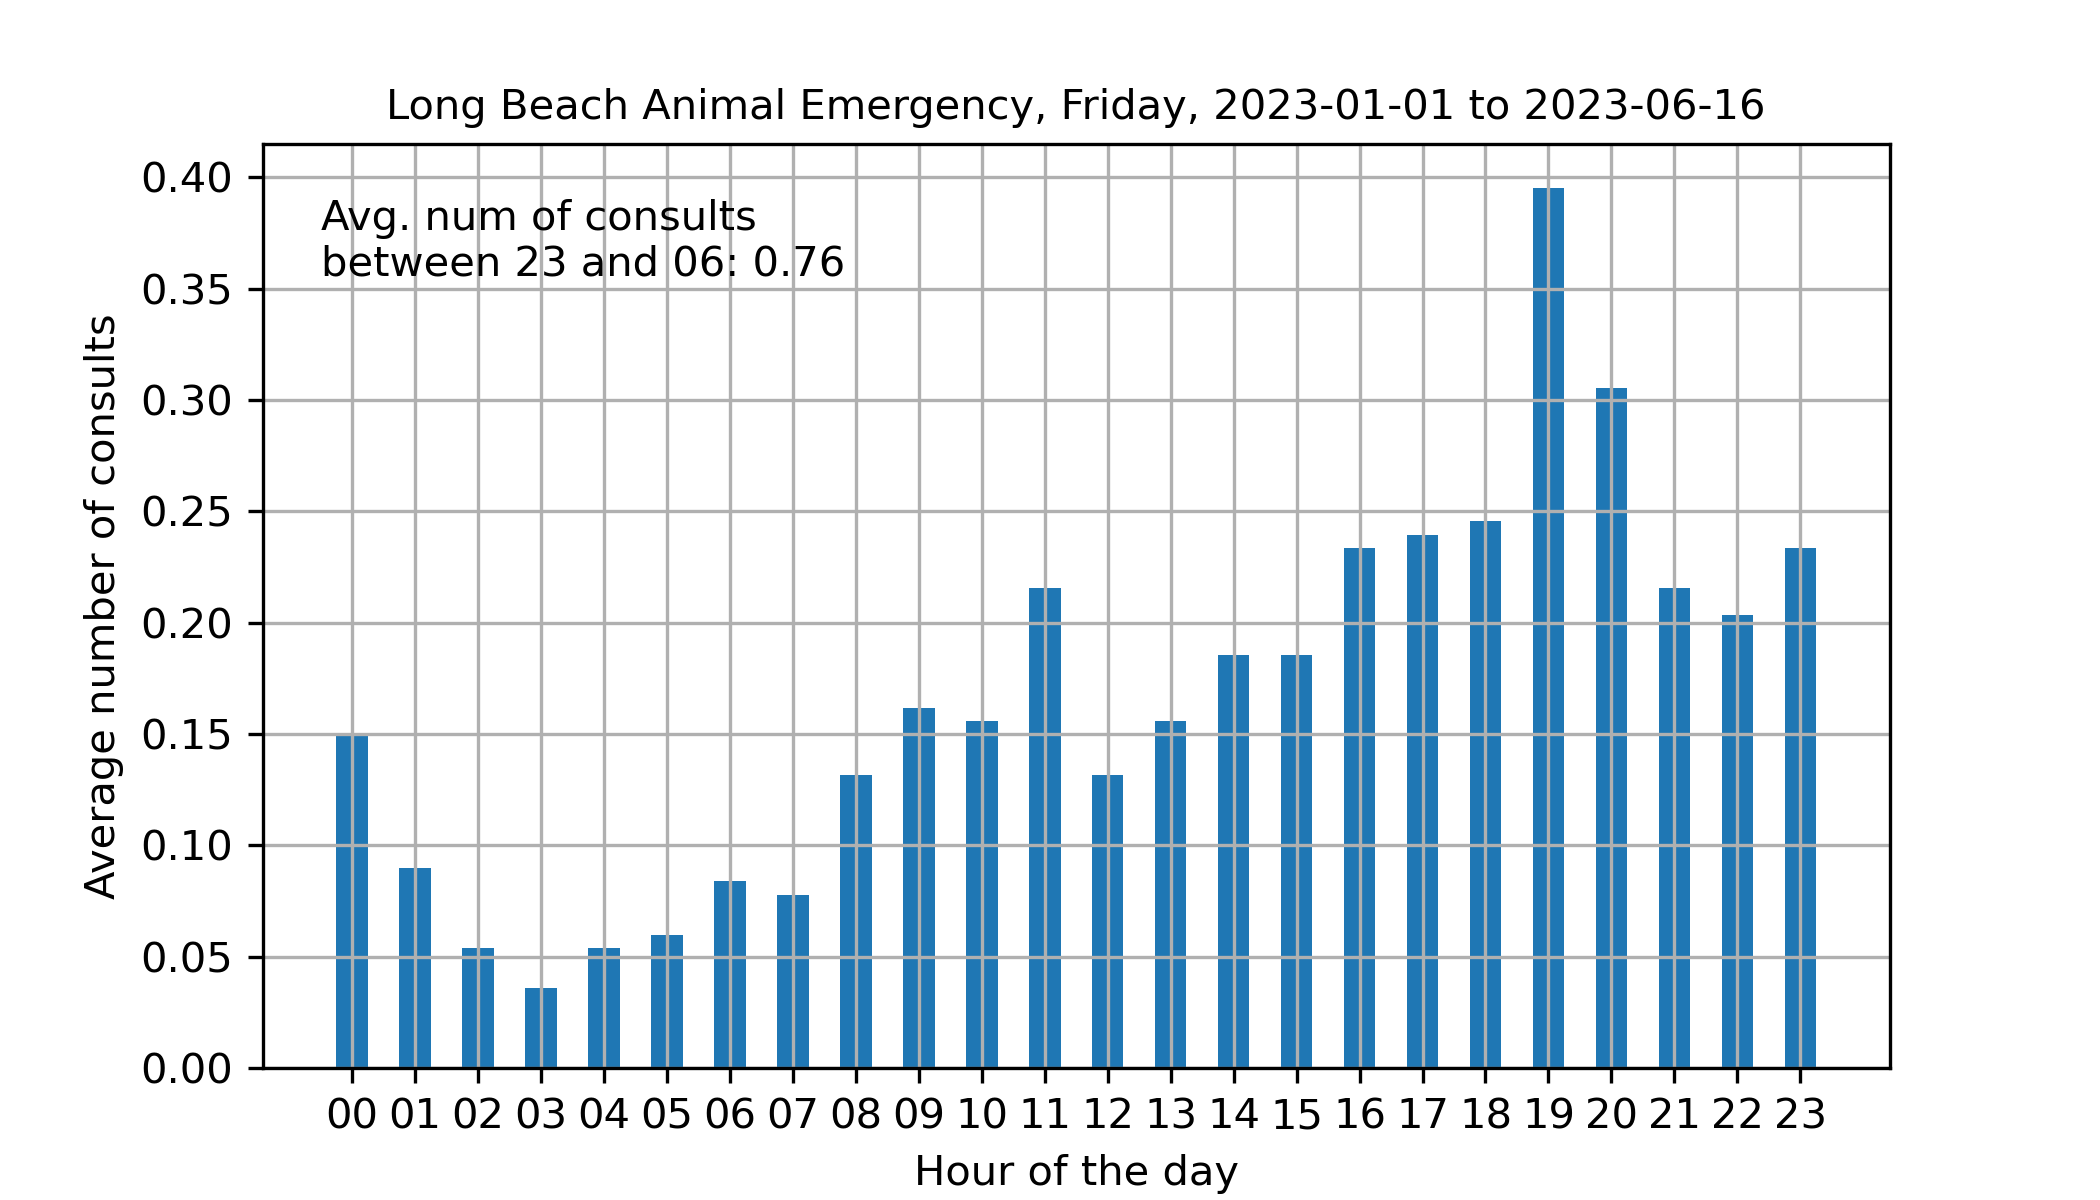 Long Beach Animal Emergency, Friday, 2023-01-01 to 2023-06-16
Avg. num of consults
between 23 and 06: 0.76
Average number of consults
0.40
0.35
0.30
0.25
0.20
0.15
0.10
0.05
0.00
00 01 02 03 04 05 06 07 08 09 10 11 12 13 14 15 16 17 18 19 20 21 22 23
Hour of the day